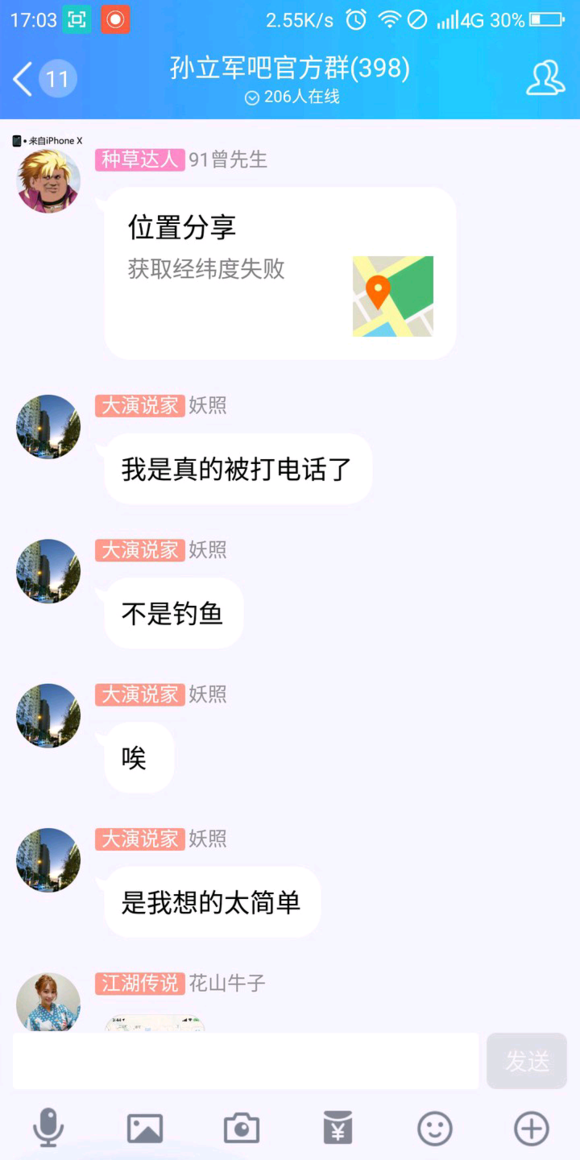 17:03 2.55K/s 4G 30%
11
孙立军吧官方群(398)
206人在线
• 来自iPhone X
种草达人 91曾先生
位置分享
获取经纬度失败
大演说家 妖照
我是真的被打电话了
大演说家 妖照
不是钓鱼
大演说家 妖照
唉
大演说家 妖照
是我想的太简单
江湖传说 花山牛子
发送
¥